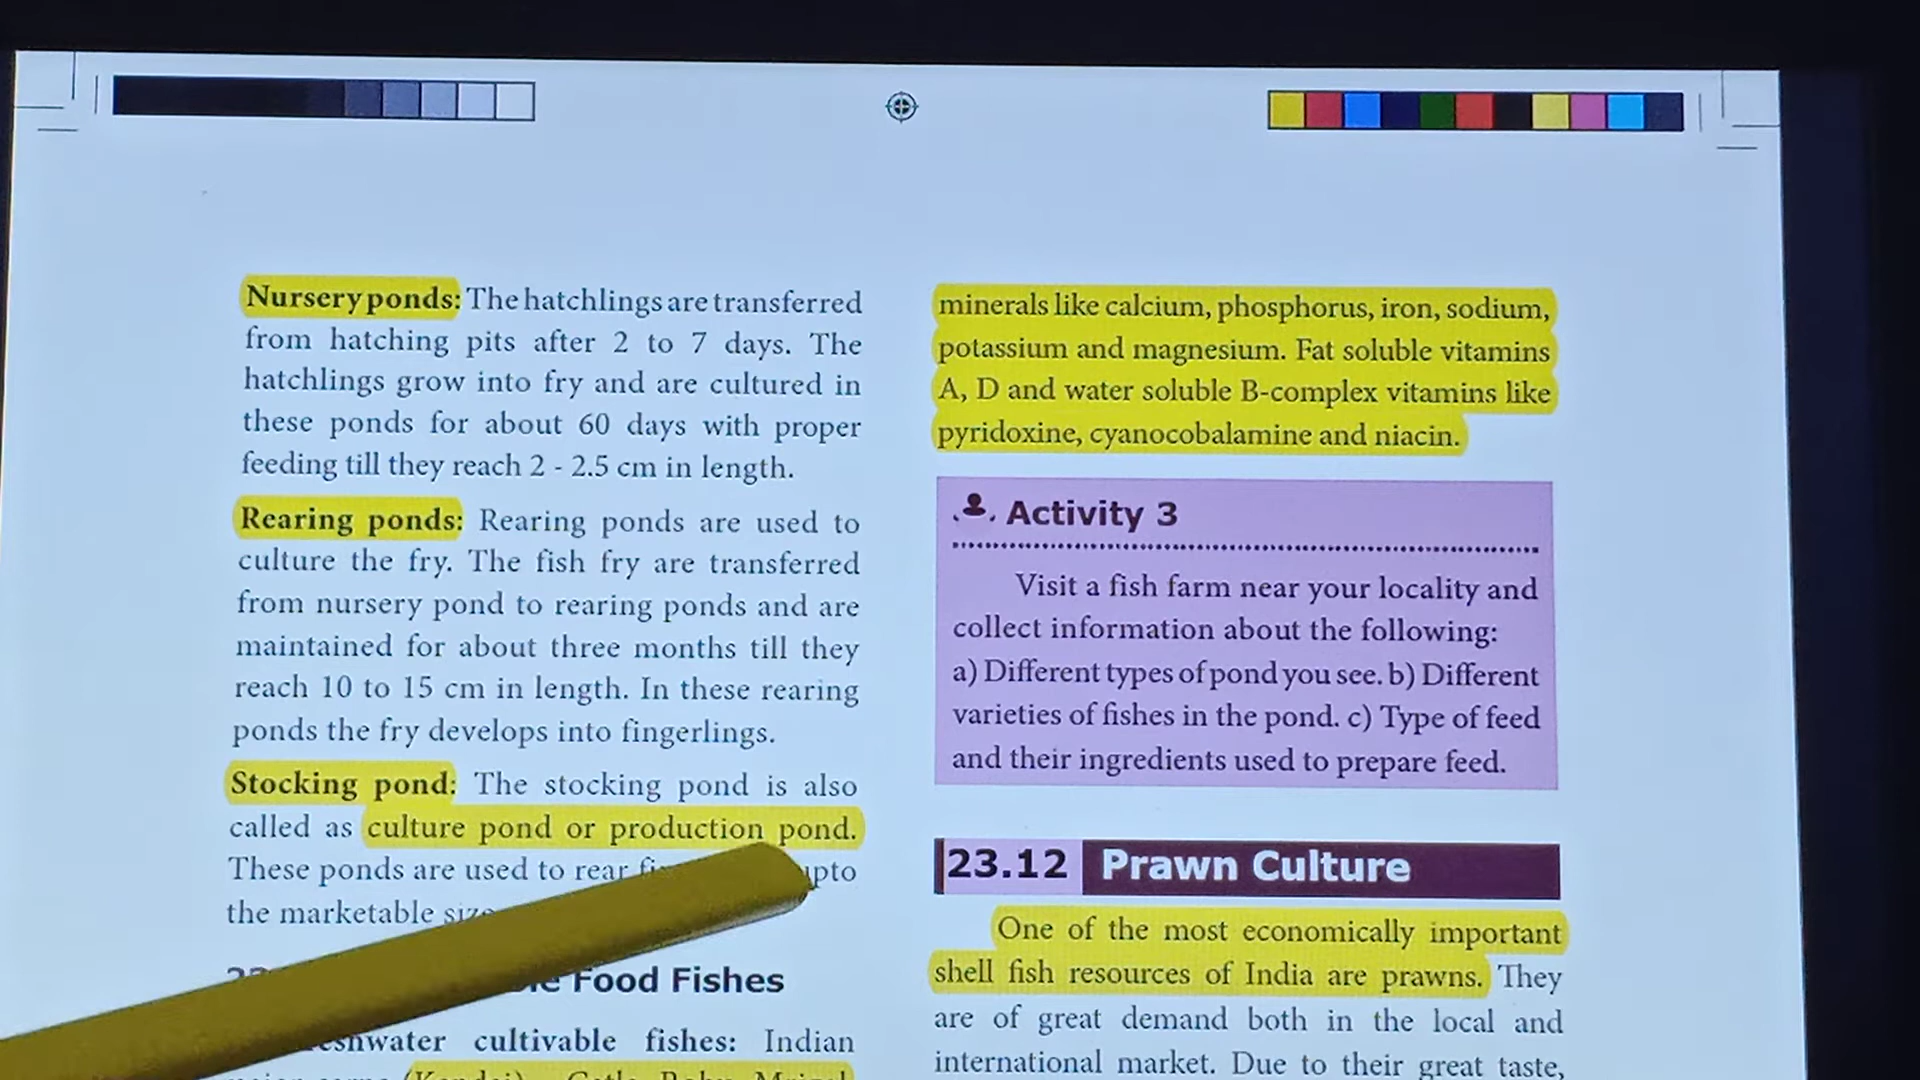 Nursery ponds: The hatchlings are transferred
from hatching pits after 2 to 7 days. The
hatchlings grow into fry and are cultured in
these ponds for about 60 days with proper
feeding till they reach 2 - 2.5 cm in length.
Rearing ponds: Rearing ponds are used to
culture the fry. The fish fry are transferred
from nursery pond to rearing ponds and are
maintained for about three months till they
reach 10 to 15 cm in length. In these rearing
ponds the fry develops into fingerlings.
Stocking pond: The stocking pond is also
called as culture pond or production pond.
These ponds are used to rear
the marketable
Food Fishes
cultivable fishes: Indian
minerals like calcium, phosphorus, iron, sodium,
potassium and magnesium. Fat soluble vitamins
A, D and water soluble B-complex vitamins like
pyridoxine, cyanocobalamine and niacin.
Activity 3
Visit a fish farm near your locality and
collect information about the following:
a) Different types of pond you see. b) Different
varieties of fishes in the pond. c) Type of feed
and their ingredients used to prepare feed.
23.12 Prawn Culture
One of the most economically important
shell fish resources of India are prawns. They
are of great demand both in the local and
international market. Due to their great taste,